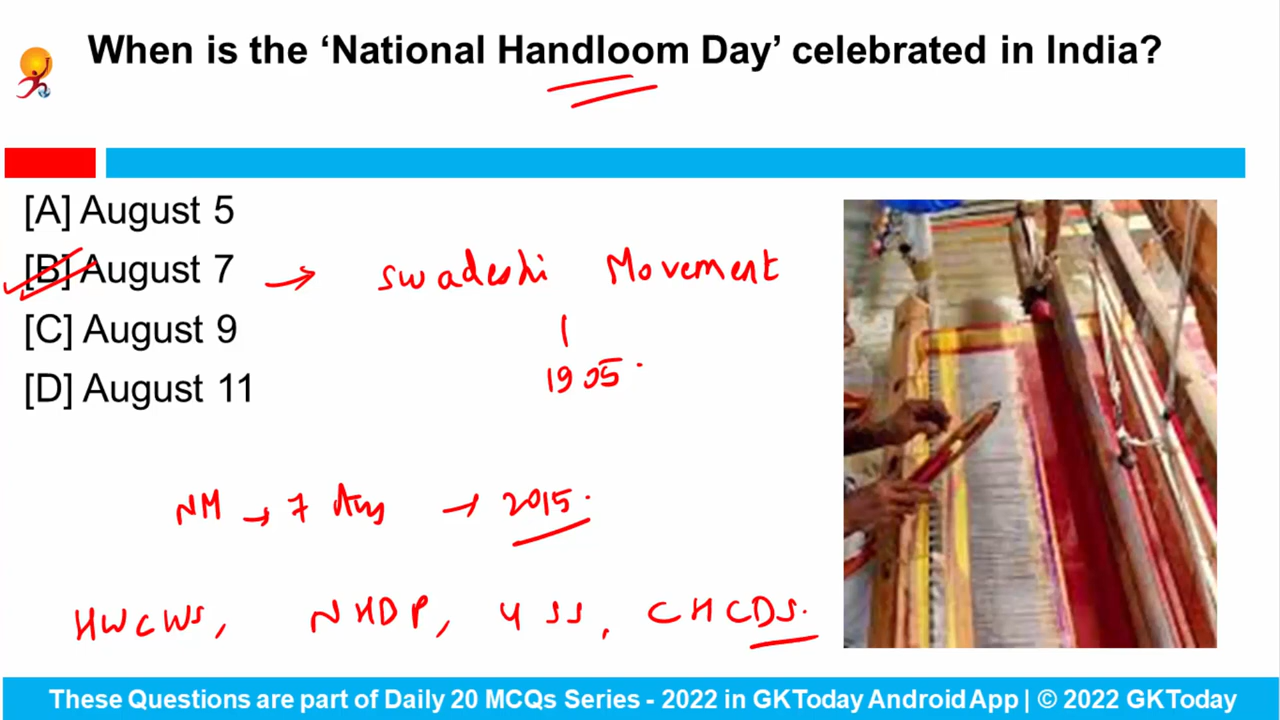 When is the ‘National Handloom Day’ celebrated in India?
[A] August 5
[B] August 7 → Swadeshi Movement
[C] August 9
1905
[D] August 11
NM → 7 Aug → 2015.
HWCWS, NHDP, YSS, CHCDS.
These Questions are part of Daily 20 MCQs Series - 2022 in GKToday Android App | © 2022 GKToday